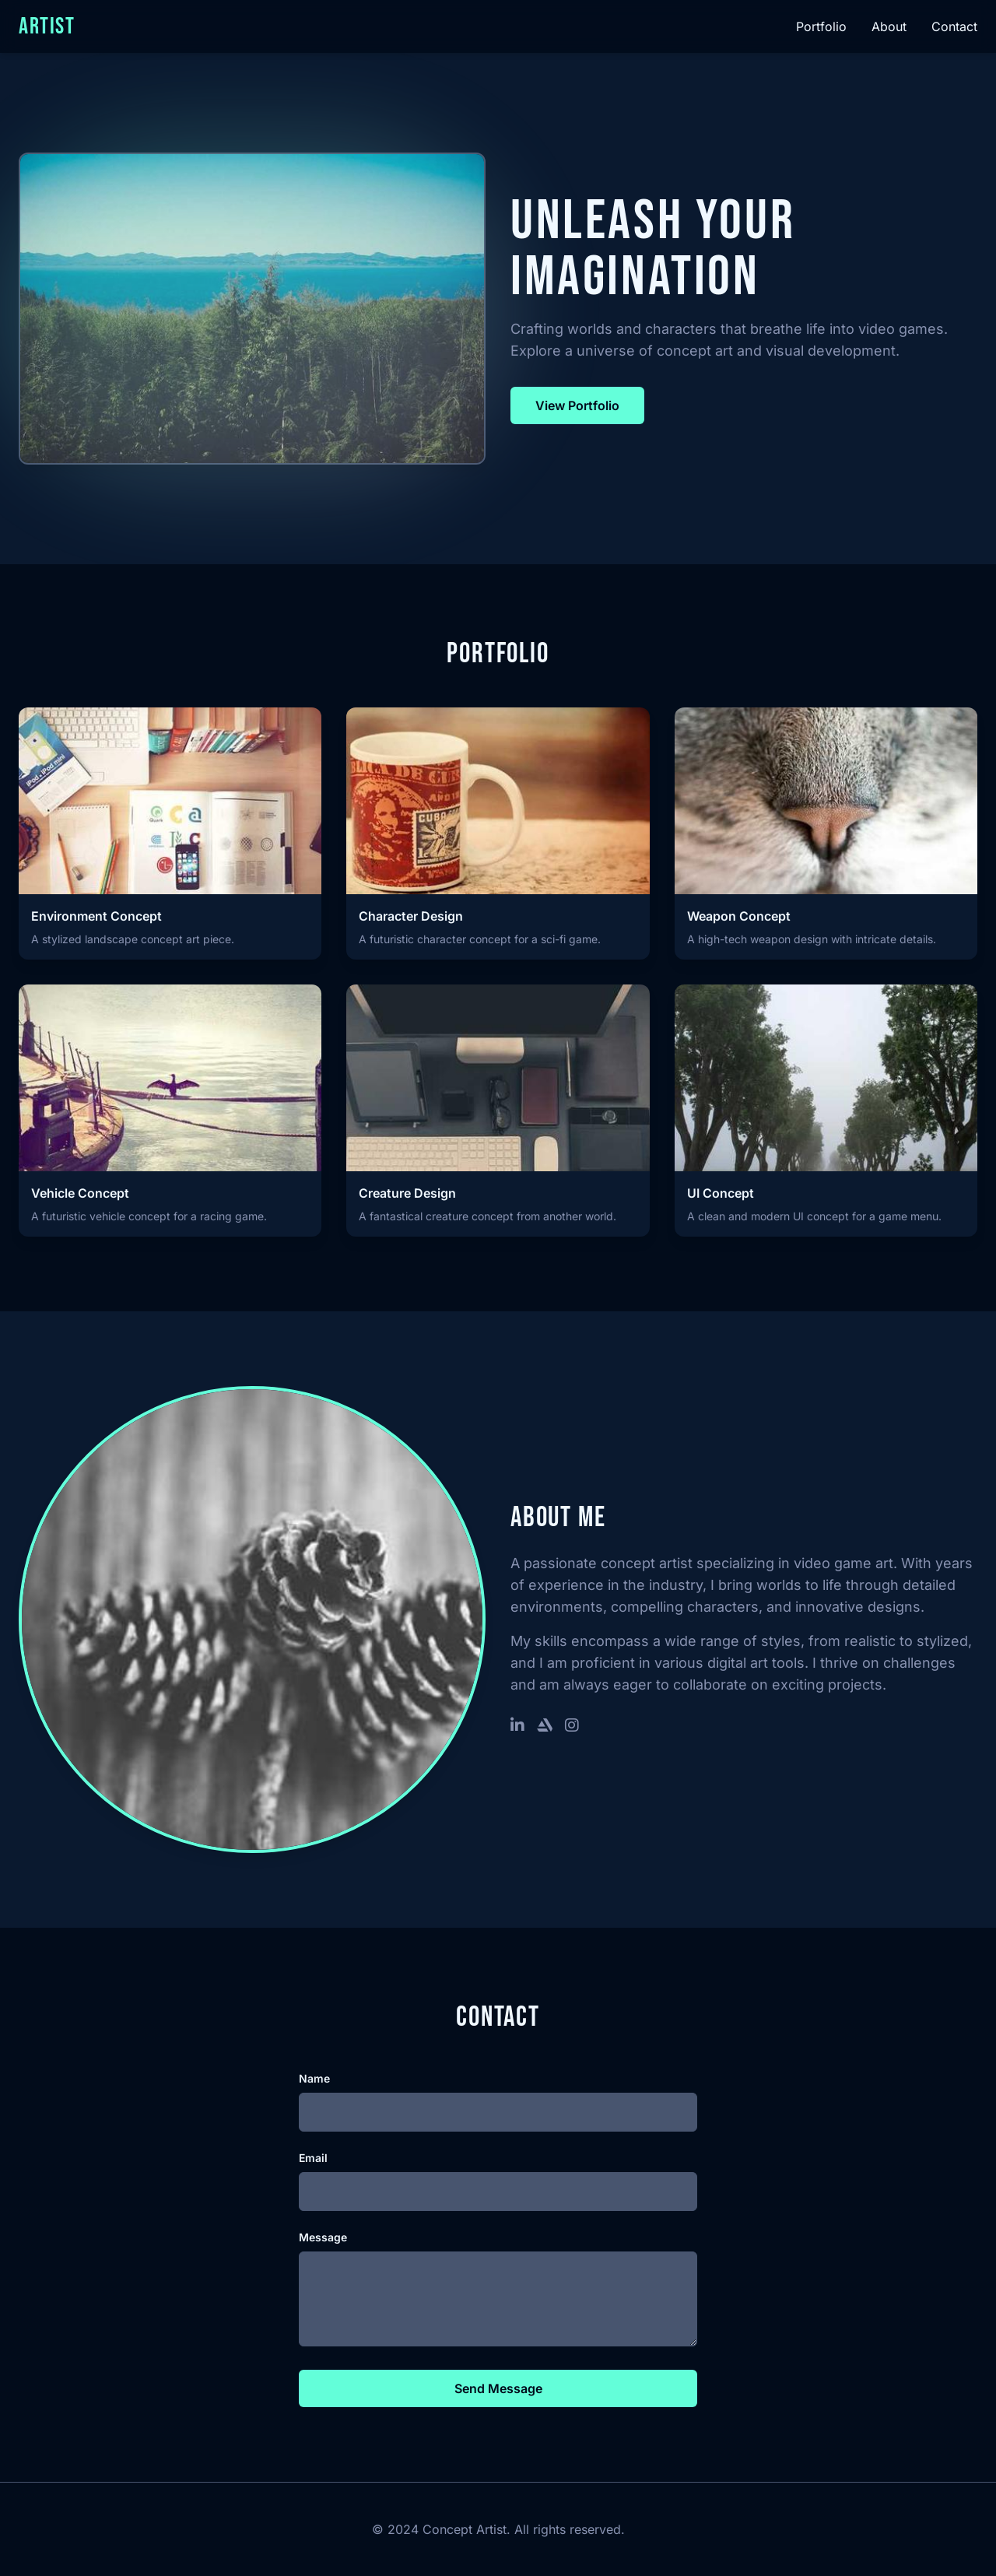 ARTIST
Portfolio About Contact
UNLEASH YOUR
IMAGINATION
Crafting worlds and characters that breathe life into video games.
Explore a universe of concept art and visual development.
View Portfolio
PORTFOLIO
Environment Concept
A stylized landscape concept art piece.
Character Design
A futuristic character concept for a sci-fi game.
Weapon Concept
A high-tech weapon design with intricate details.
Vehicle Concept
A futuristic vehicle concept for a racing game.
Creature Design
A fantastical creature concept from another world.
UI Concept
A clean and modern UI concept for a game menu.
ABOUT ME
A passionate concept artist specializing in video game art. With years
of experience in the industry, I bring worlds to life through detailed
environments, compelling characters, and innovative designs.
My skills encompass a wide range of styles, from realistic to stylized,
and I am proficient in various digital art tools. I thrive on challenges
and am always eager to collaborate on exciting projects.
CONTACT
Name
Email
Message
Send Message
© 2024 Concept Artist. All rights reserved.